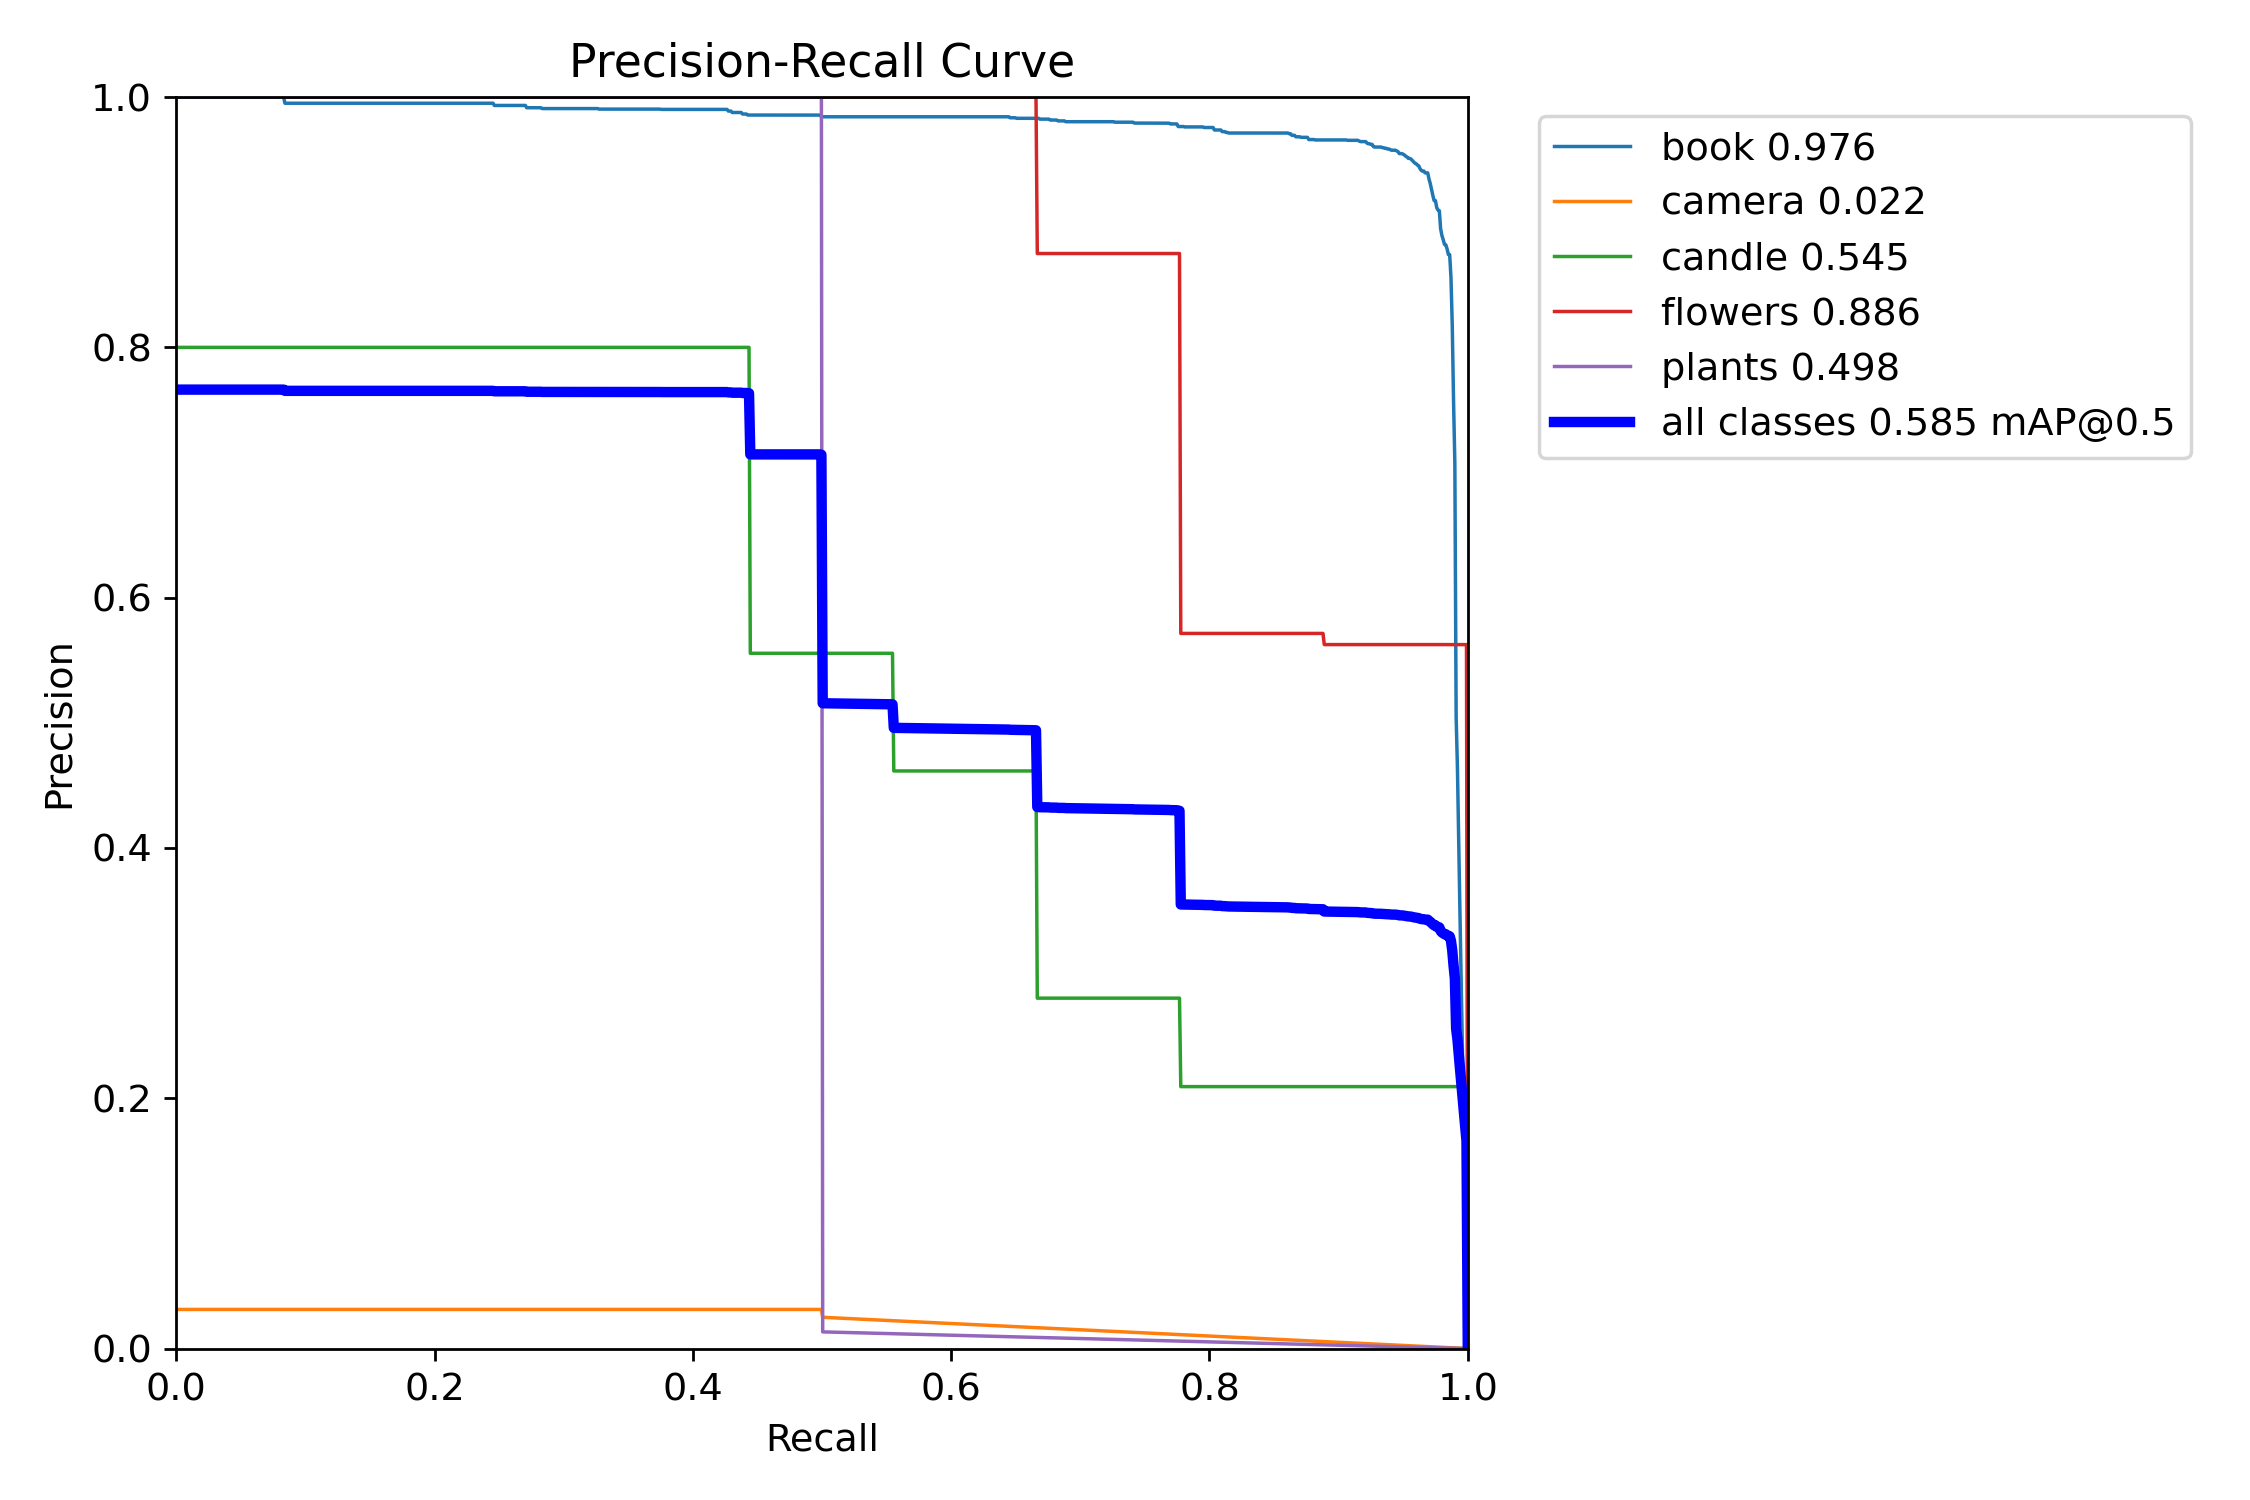 Precision-Recall Curve
1.0
0.8
0.6
0.4
0.2
0.0
Precision
0.0 0.2 0.4 0.6 0.8 1.0
Recall
book 0.976
camera 0.022
candle 0.545
flowers 0.886
plants 0.498
all classes 0.585 mAP@0.5